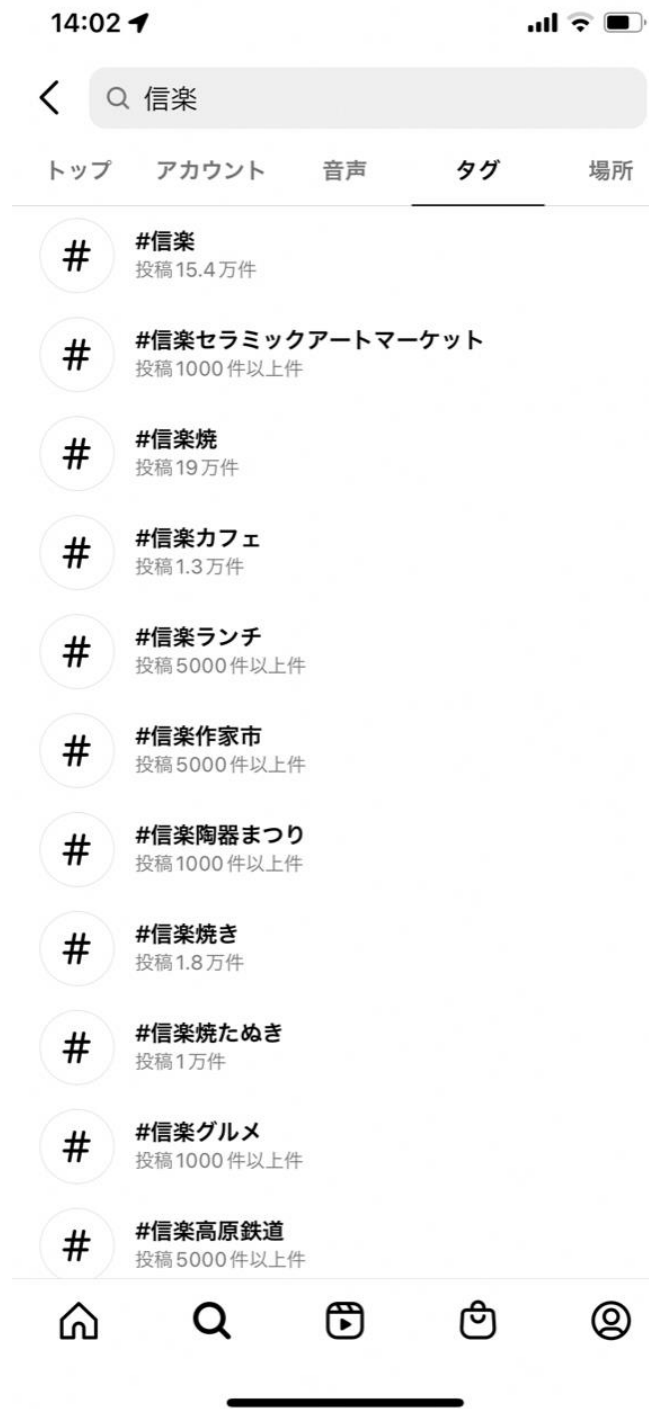 14:02
信楽
トップ アカウント 音声 タグ 場所
#信楽
投稿15.4万件
#信楽セラミックアートマーケット
投稿1000件以上件
#信楽焼
投稿19万件
#信楽カフェ
投稿1.3万件
#信楽ランチ
投稿5000件以上件
#信楽作家市
投稿5000件以上件
#信楽陶器まつり
投稿1000件以上件
#信楽焼き
投稿1.8万件
#信楽焼たぬき
投稿1万件
#信楽グルメ
投稿1000件以上件
#信楽高原鉄道
投稿5000件以上件